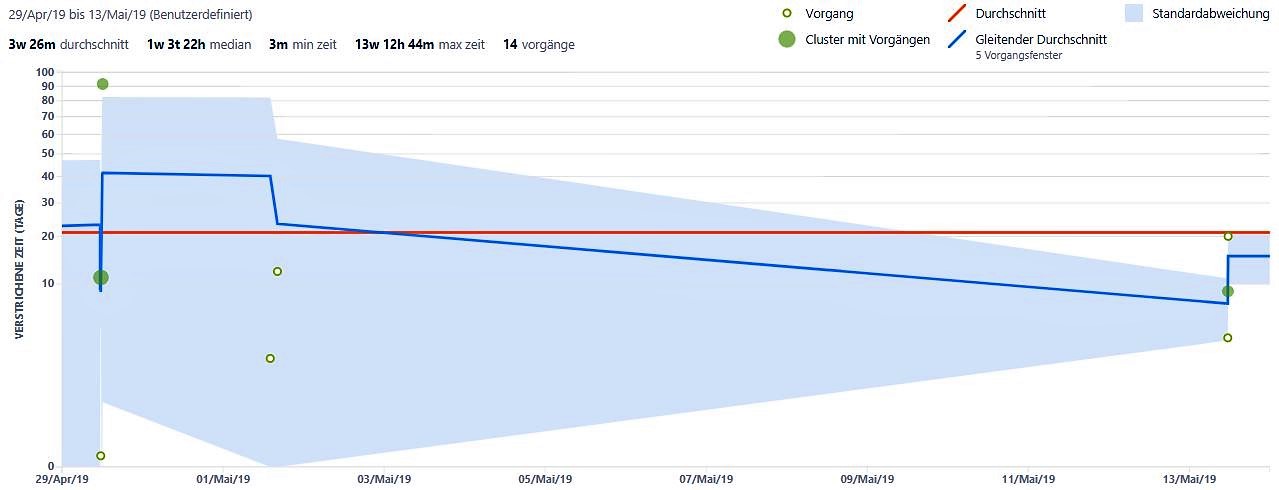 29/Apr/19 bis 13/Mai/19 (Benutzerdefiniert)
3w 26m durchschnitt 1w 3t 22h median 3m min zeit 13w 12h 44m max zeit 14 vorgänge
Vorgang
Durchschnitt
Standardabweichung
Cluster mit Vorgängen
Gleitender Durchschnitt
5 Vorgangsfenster
VERSTRICHENE ZEIT (TAGE)
100
90
80
70
60
50
40
30
20
10
0
29/Apr/19 01/Mai/19 03/Mai/19 05/Mai/19 07/Mai/19 09/Mai/19 11/Mai/19 13/Mai/19